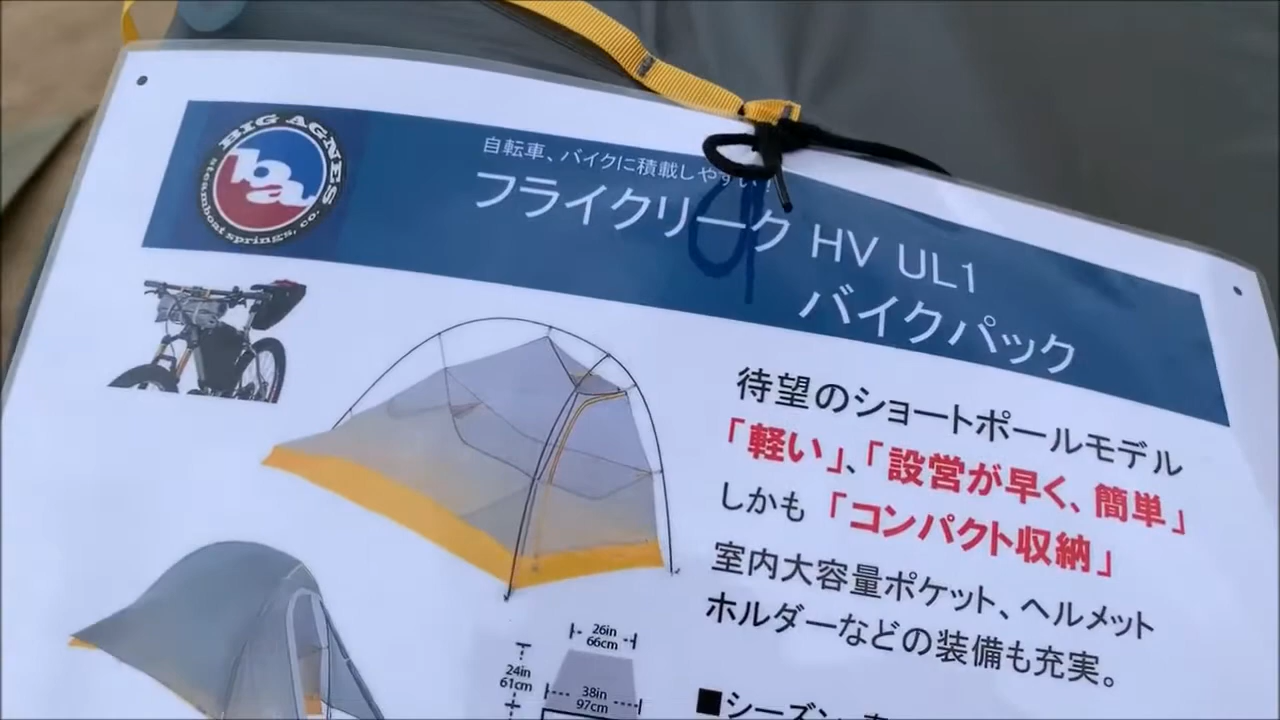 BIG AGNES
steamboat springs, co.
ba
自転車、バイクに積載しやすい!
フライクリーク HV UL1
バイクパック
待望のショートポールモデル
「軽い」、「設営が早く、簡単」
しかも「コンパクト収納」
室内大容量ポケット、ヘルメット
ホルダーなどの装備も充実。
26in
66cm
24in
61cm
38in
97cm
■シーズン